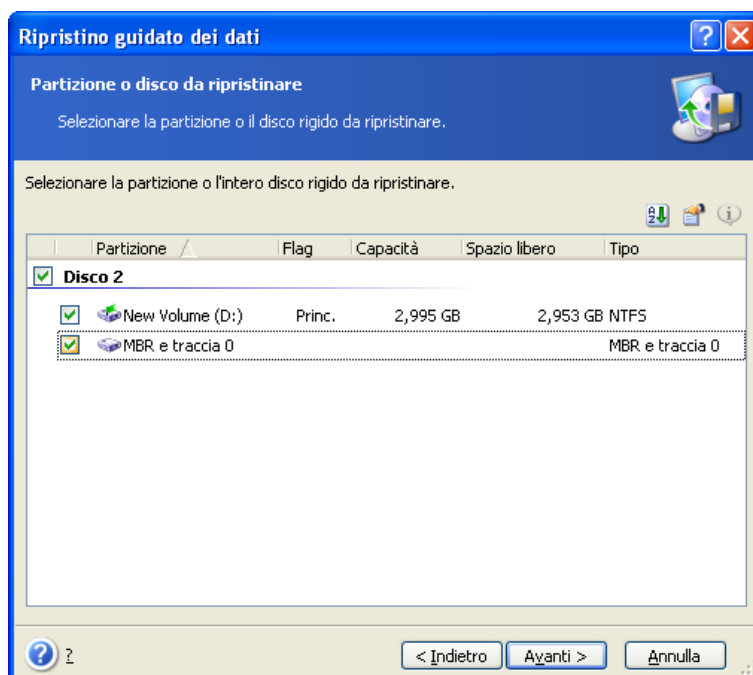 Ripristino guidato dei dati
Partizione o disco da ripristinare
Selezionare la partizione o il disco rigido da ripristinare.
Selezionare la partizione o l'intero disco rigido da ripristinare.
Partizione Flag Capacità Spazio libero Tipo
Disco 2
New Volume (D:) Princ. 2,995 GB 2,953 GB NTFS
MBR e traccia 0 MBR e traccia 0
? < Indietro Avanti > Annulla